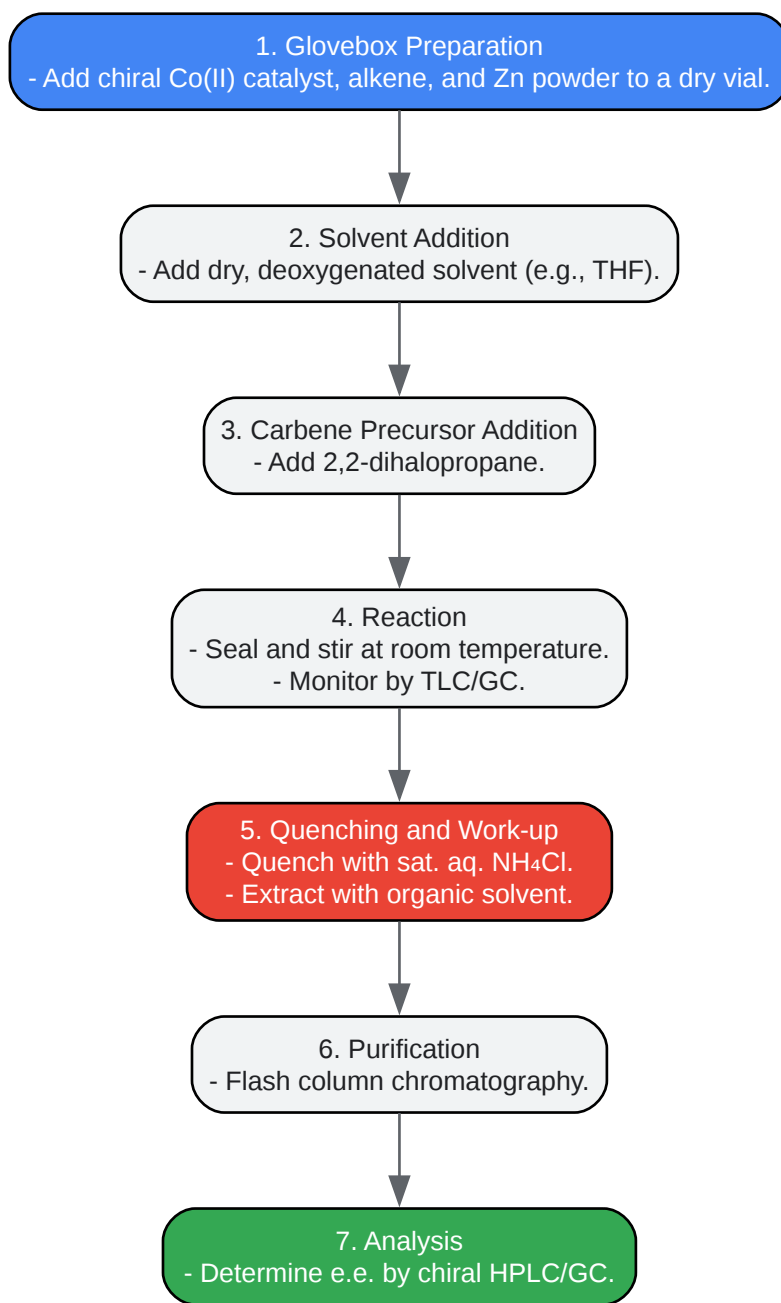 1. Glovebox Preparation
- Add chiral Co(II) catalyst, alkene, and Zn powder to a dry vial.
2. Solvent Addition
- Add dry, deoxygenated solvent (e.g., THF).
3. Carbene Precursor Addition
- Add 2,2-dihalopropane.
4. Reaction
- Seal and stir at room temperature.
- Monitor by TLC/GC.
5. Quenching and Work-up
- Quench with sat. aq. NH₄Cl.
- Extract with organic solvent.
6. Purification
- Flash column chromatography.
7. Analysis
- Determine e.e. by chiral HPLC/GC.